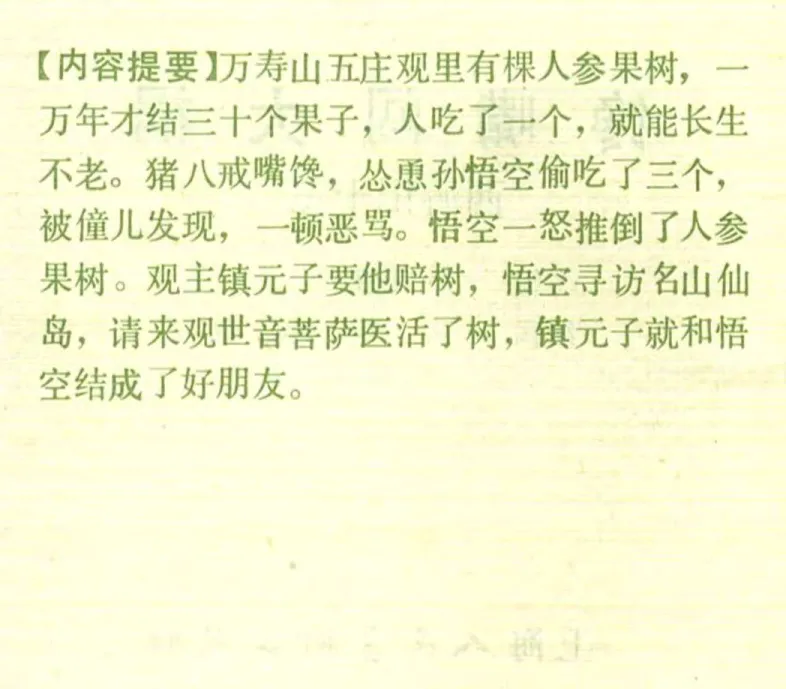 【内容提要】万寿山五庄观里有棵人参果树，一
万年才结三十个果子，人吃了一个，就能长生
不老。猪八戒嘴馋，怂恿孙悟空偷吃了三个，
被僮儿发现，一顿恶骂。悟空一怒推倒了人参
果树。观主镇元子要他赔树，悟空寻访名山仙
岛，请来观世音菩萨医活了树，镇元子就和悟
空结成了好朋友。